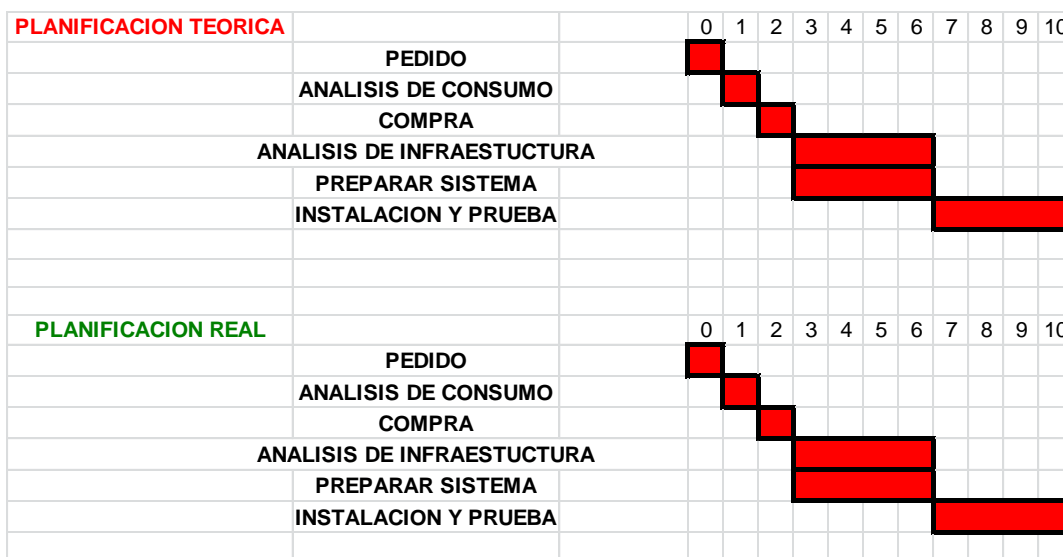 PLANIFICACION TEORICA 0 1 2 3 4 5 6 7 8 9 10
PEDIDO
ANALISIS DE CONSUMO
COMPRA
ANALISIS DE INFRAESTUCTURA
PREPARAR SISTEMA
INSTALACION Y PRUEBA
PLANIFICACION REAL 0 1 2 3 4 5 6 7 8 9 10
PEDIDO
ANALISIS DE CONSUMO
COMPRA
ANALISIS DE INFRAESTUCTURA
PREPARAR SISTEMA
INSTALACION Y PRUEBA